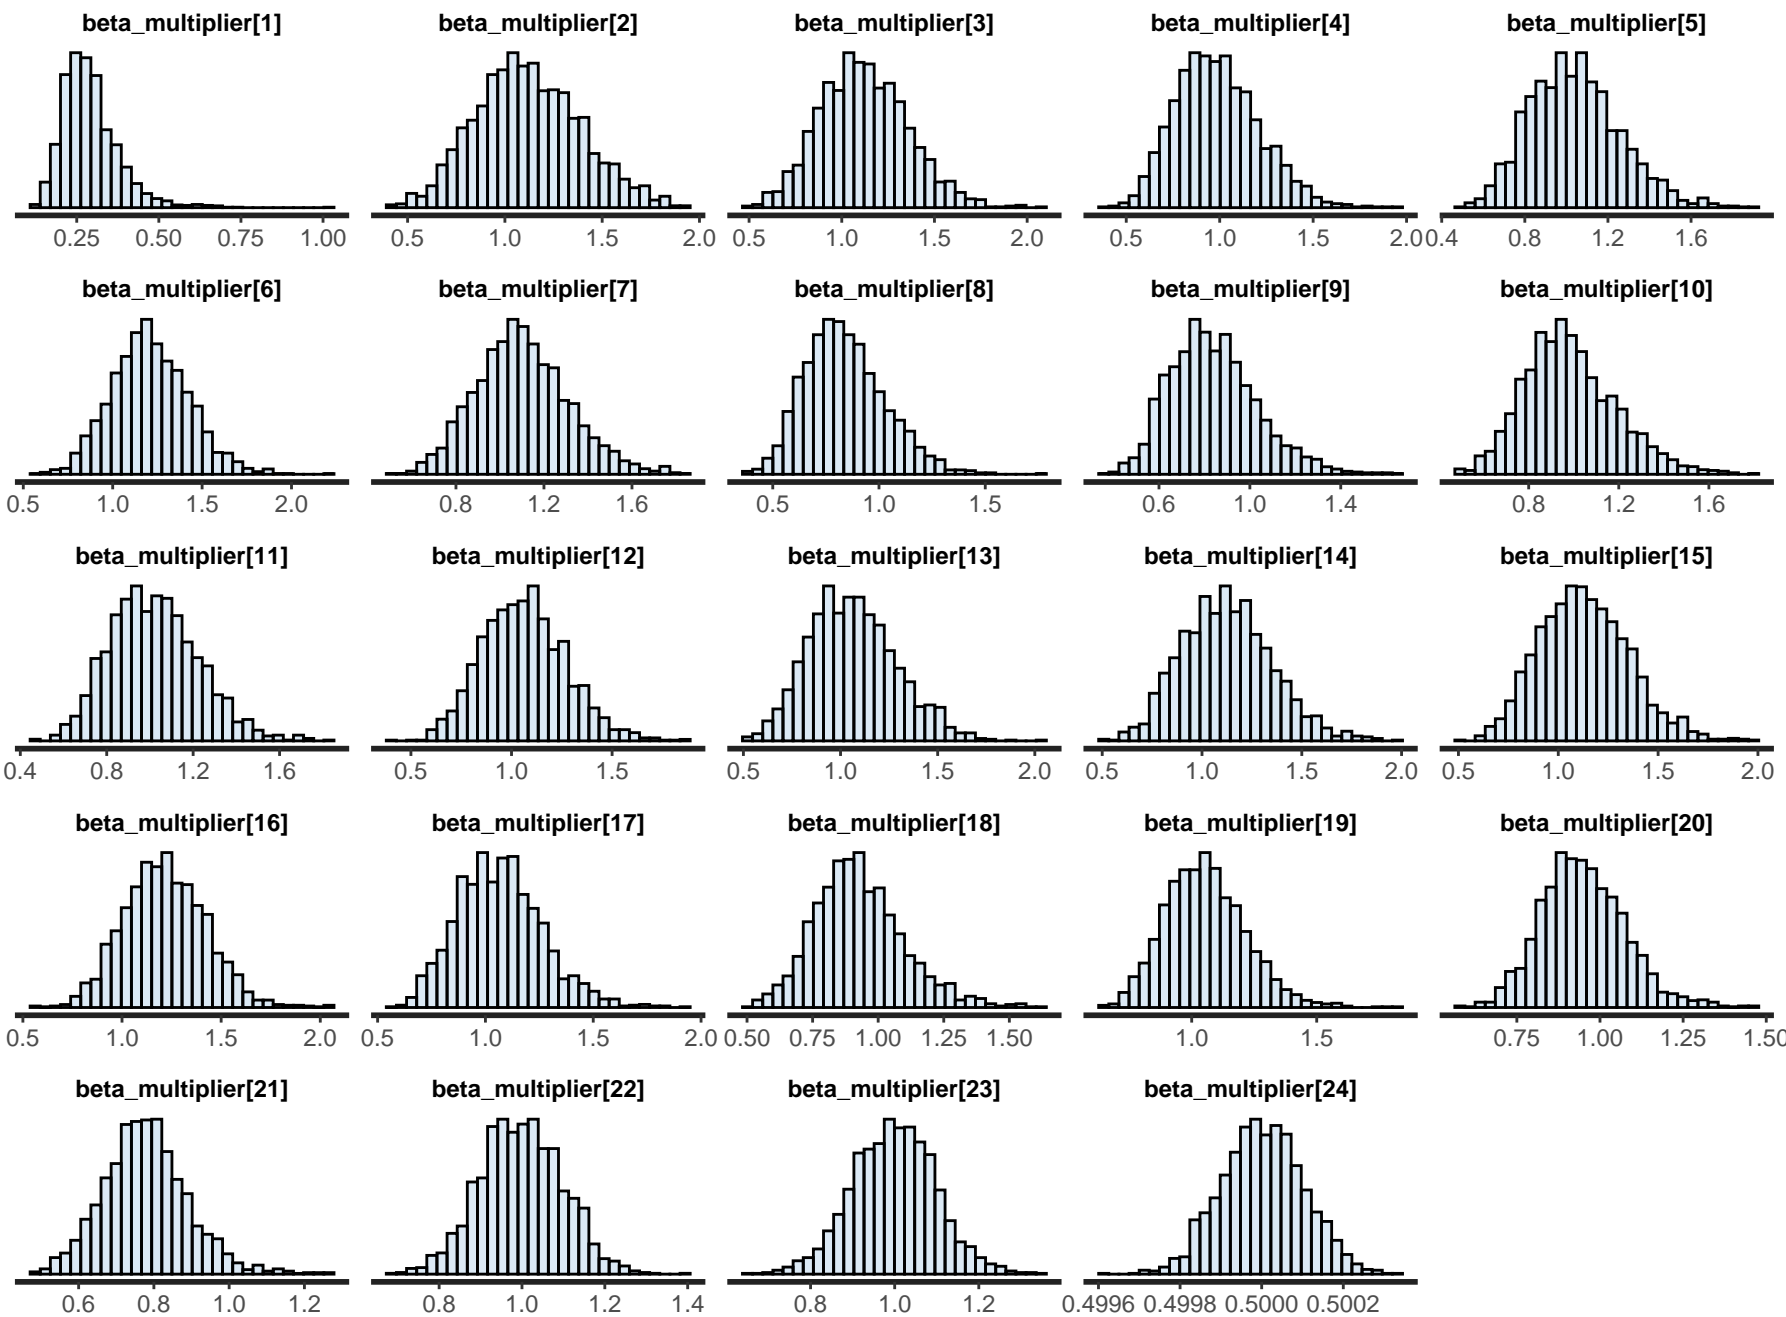 beta_multiplier[1] beta_multiplier[2] beta_multiplier[3] beta_multiplier[4] beta_multiplier[5]
0.25 0.50 0.75 1.00 0.5 1.0 1.5 2.0 0.5 1.0 1.5 2.0 0.5 1.0 1.5 2.0 0.4 0.8 1.2 1.6
beta_multiplier[6] beta_multiplier[7] beta_multiplier[8] beta_multiplier[9] beta_multiplier[10]
0.5 1.0 1.5 2.0 0.8 1.2 1.6 0.5 1.0 1.5 0.6 1.0 1.4 0.8 1.2 1.6
beta_multiplier[11] beta_multiplier[12] beta_multiplier[13] beta_multiplier[14] beta_multiplier[15]
0.4 0.8 1.2 1.6 0.5 1.0 1.5 0.5 1.0 1.5 2.0 0.5 1.0 1.5 2.0 0.5 1.0 1.5 2.0
beta_multiplier[16] beta_multiplier[17] beta_multiplier[18] beta_multiplier[19] beta_multiplier[20]
0.5 1.0 1.5 2.0 0.5 1.0 1.5 2.0 0.50 0.75 1.00 1.25 1.50 1.0 1.5 0.75 1.00 1.25 1.50
beta_multiplier[21] beta_multiplier[22] beta_multiplier[23] beta_multiplier[24]
0.6 0.8 1.0 1.2 0.8 1.0 1.2 1.4 0.8 1.0 1.2 0.4996 0.4998 0.5000 0.5002